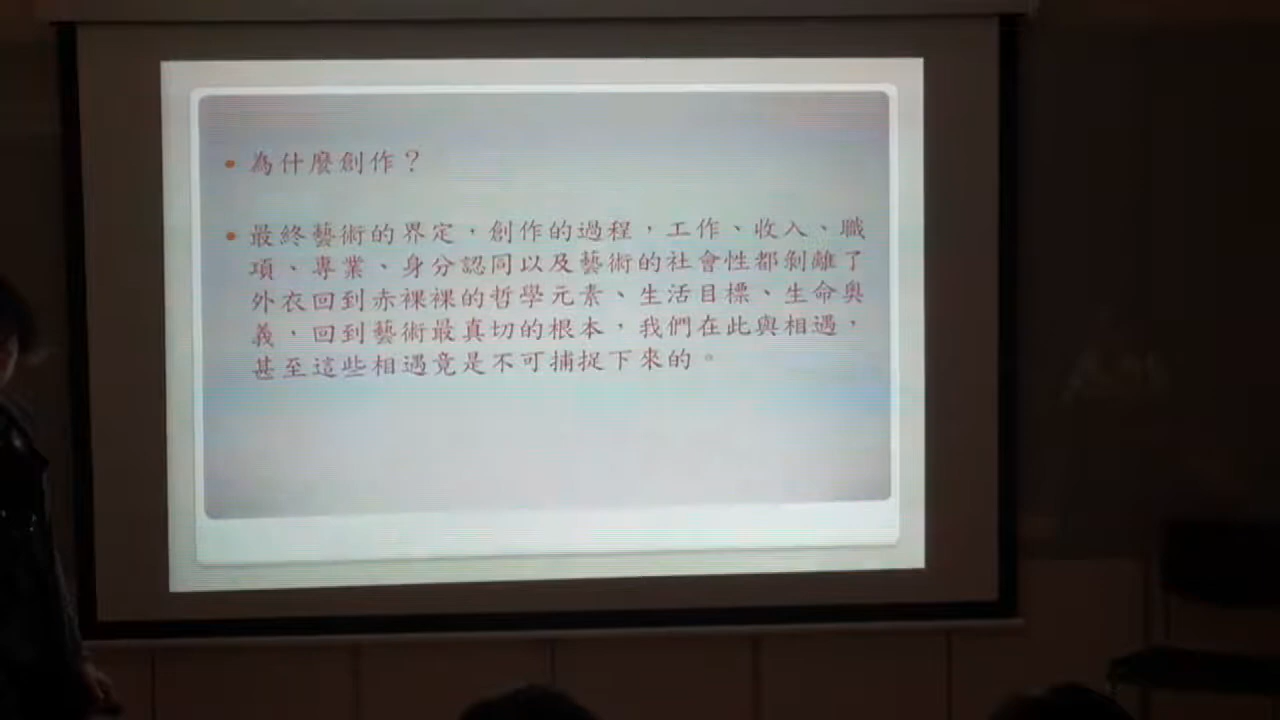 • 為什麼創作？
• 最終藝術的界定，創作的過程，工作、收入、職
項、專業、身分認同以及藝術的社會性都剝離了
外衣回到赤裸裸的哲學元素、生活目標、生命奧
義，回到藝術最真切的根本，我們在此與相遇，
甚至這些相遇竟是不可捕捉下來的。